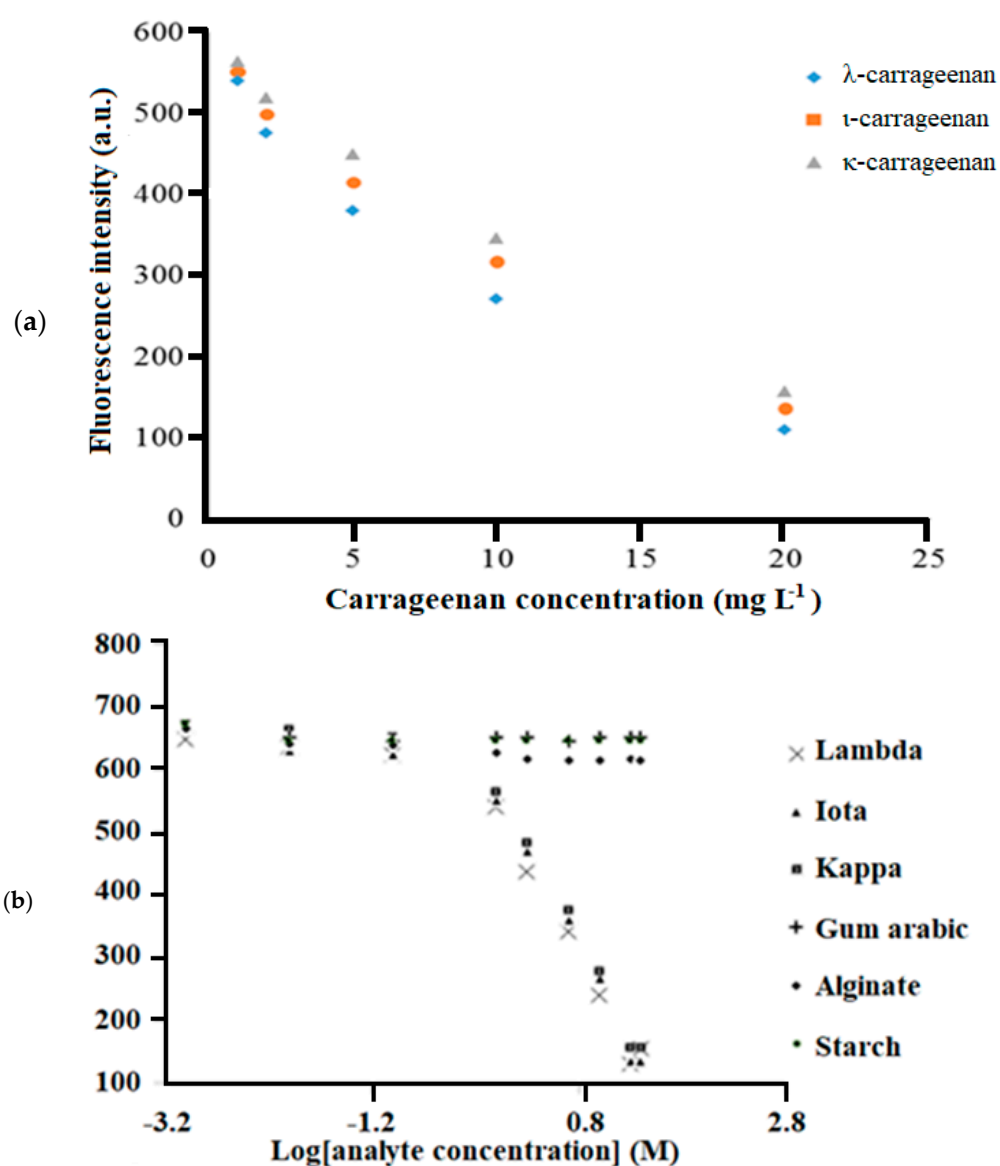 600
500
400
300
200
100
0
Fluorescence intensity (a.u.)
(a)
λ-carrageenan
ι-carrageenan
κ-carrageenan
0 5 10 15 20 25
Carrageenan concentration (mg L⁻¹)
800
700
600
500
400
300
200
100
(b)
Lambda
Iota
Kappa
Gum arabic
Alginate
Starch
-3.2 -1.2 0.8 2.8
Log[analyte concentration] (M)